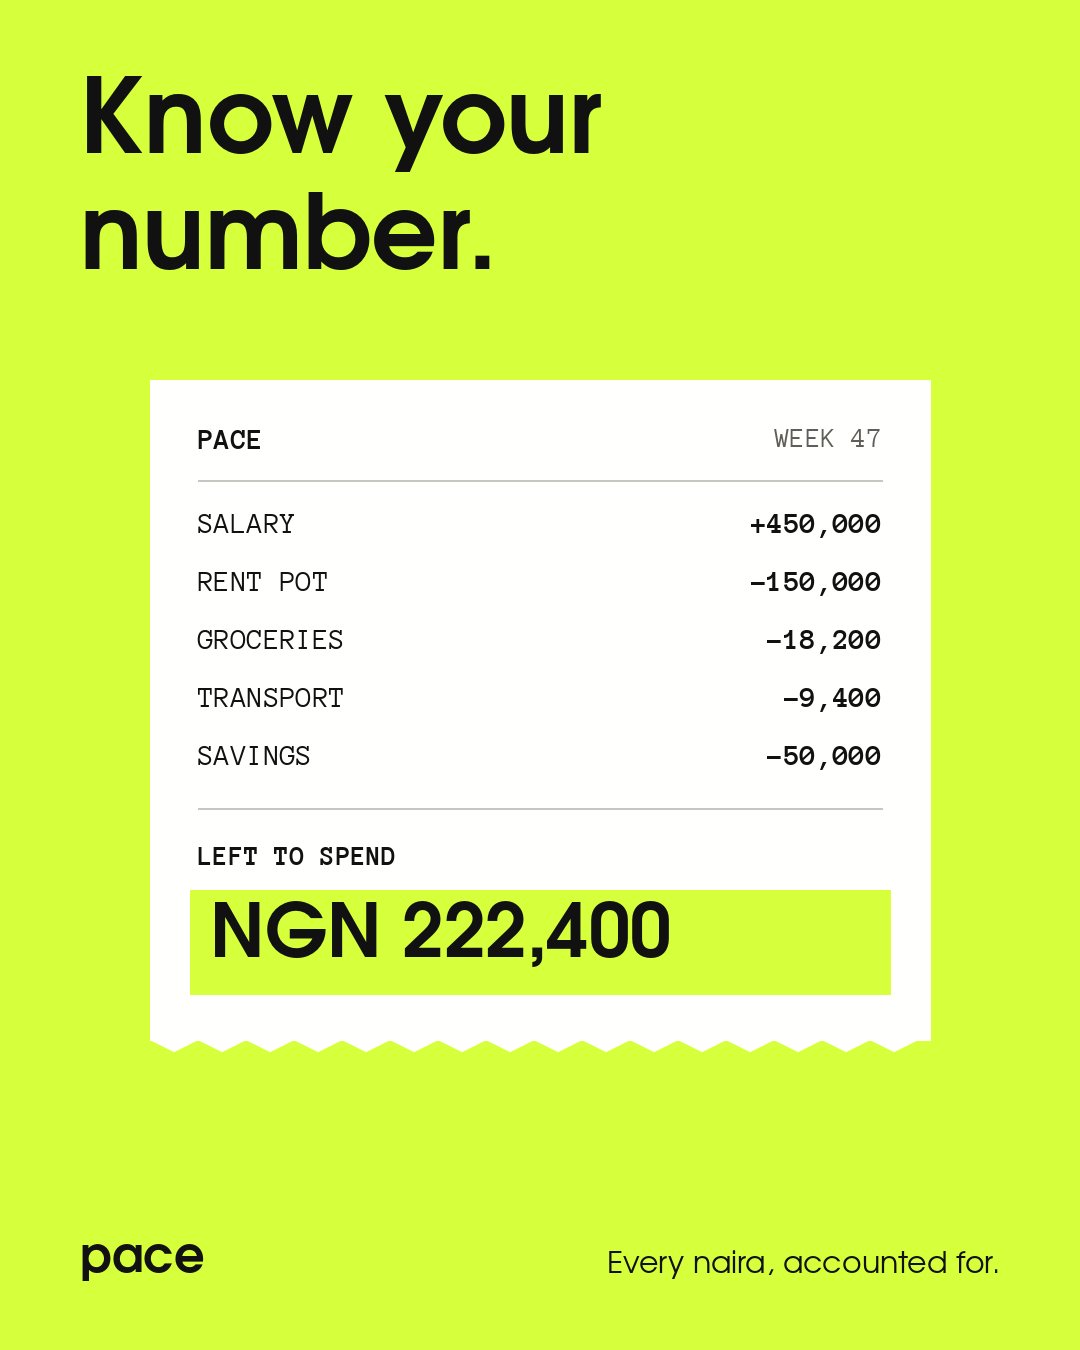 Know your
number.
PACE WEEK 47
SALARY +450,000
RENT POT –150,000
GROCERIES –18,200
TRANSPORT –9,400
SAVINGS –50,000
LEFT TO SPEND
NGN 222,400
pace Every naira, accounted for.